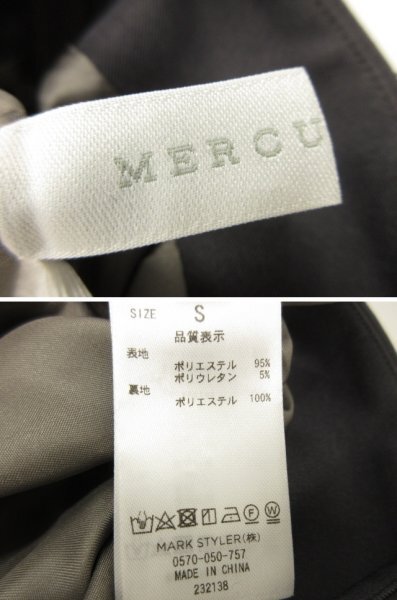 MERCU
SIZE S
品質表示
表地
ポリエステル 95%
ポリウレタン 5%
裏地
ポリエステル 100%
MARK STYLER(株)
0570-050-757
MADE IN CHINA
232138